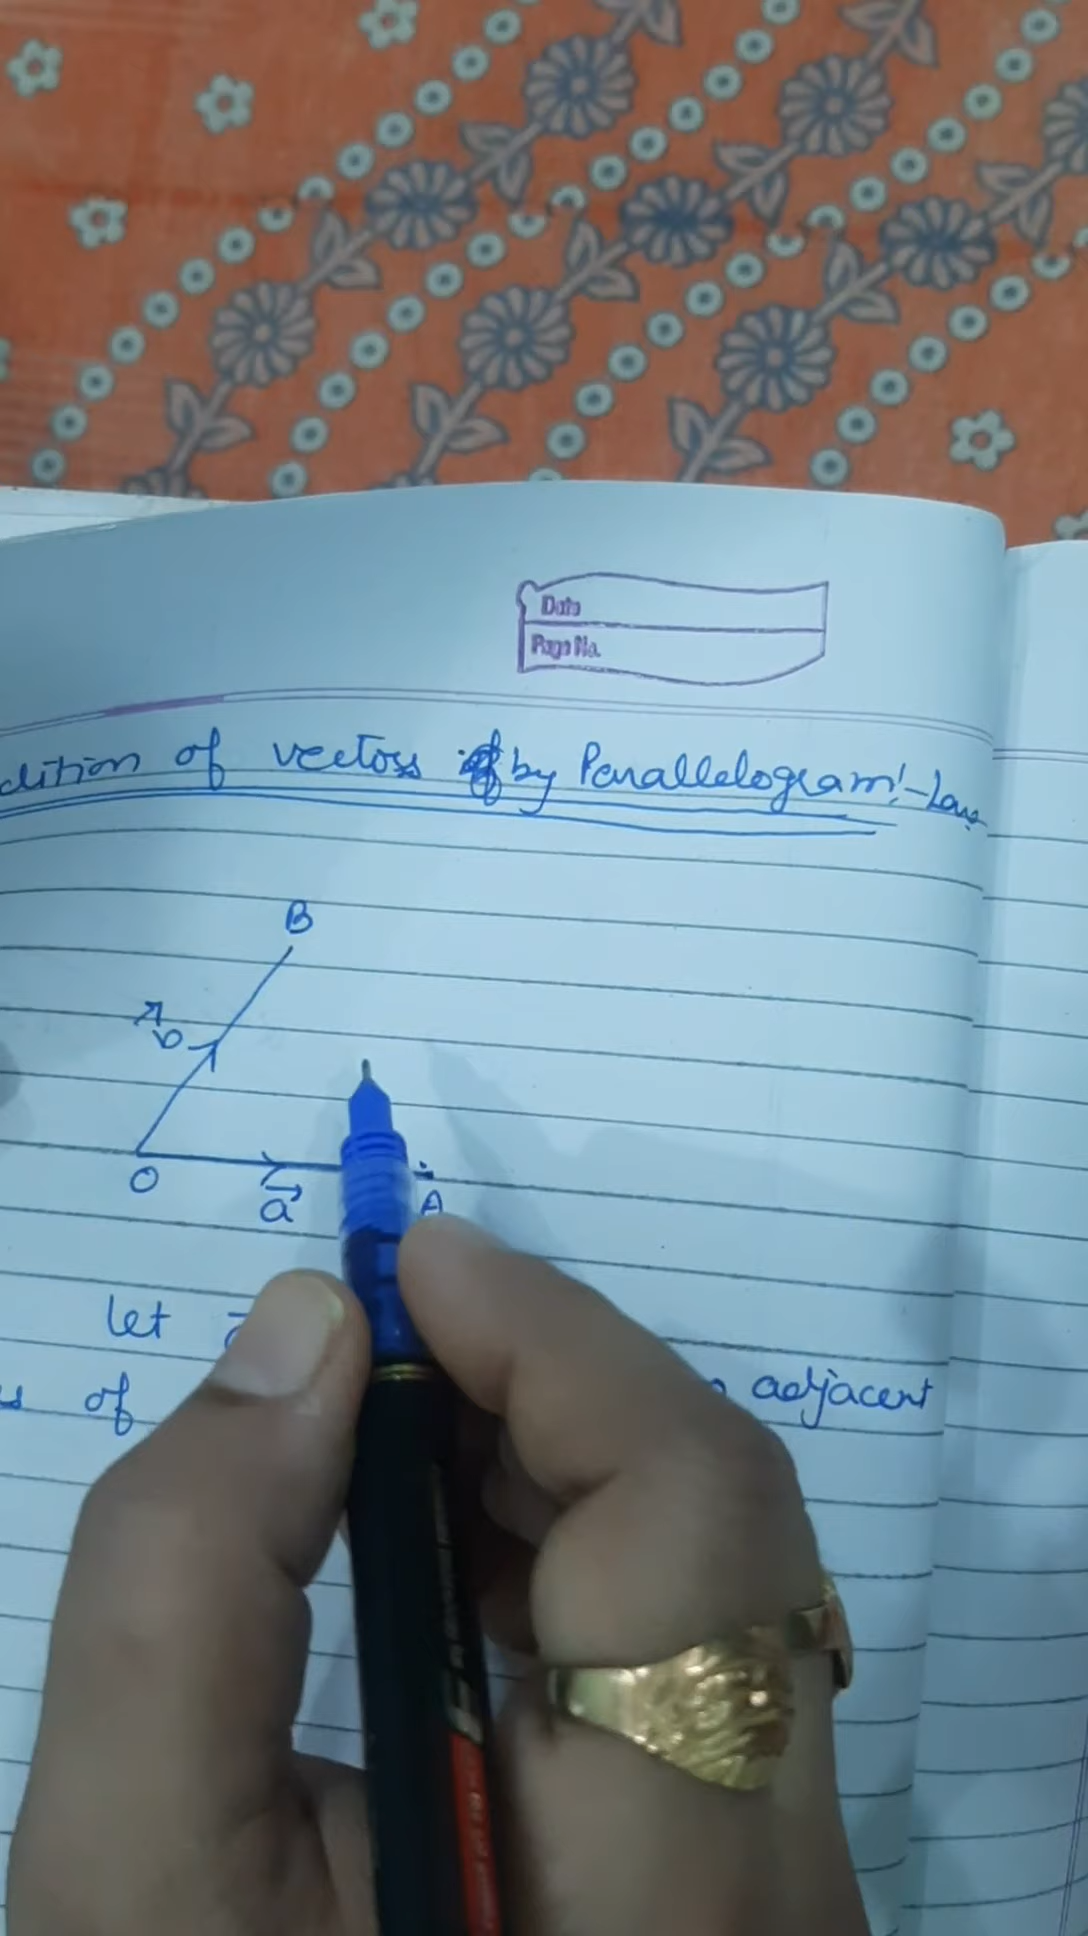 Date
Page No.
dition of vectors by Parallelogram!-Law
B
b
O
a
A
let
of adjacent